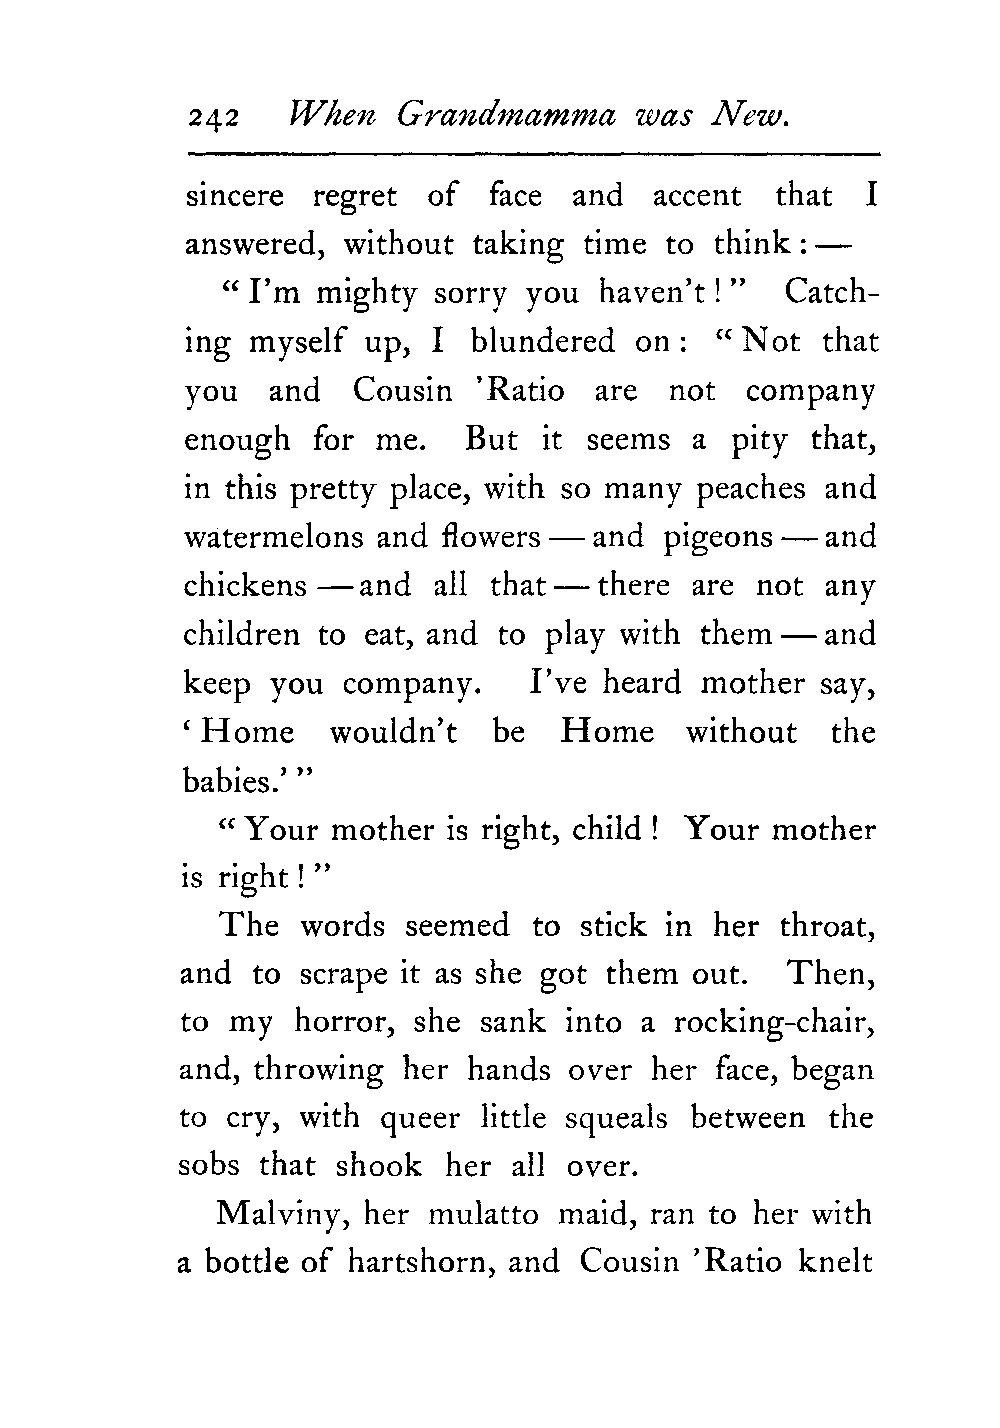 242 When Grandmamma was New.
sincere regret of face and accent that I
answered, without taking time to think : —
“ I’m mighty sorry you haven’t ! ” Catch-
ing myself up, I blundered on : “ Not that
you and Cousin ’Ratio are not company
enough for me. But it seems a pity that,
in this pretty place, with so many peaches and
watermelons and flowers — and pigeons — and
chickens — and all that — there are not any
children to eat, and to play with them — and
keep you company. I’ve heard mother say,
‘ Home wouldn’t be Home without the
babies.’ ”
“ Your mother is right, child ! Your mother
is right ! ”
The words seemed to stick in her throat,
and to scrape it as she got them out. Then,
to my horror, she sank into a rocking-chair,
and, throwing her hands over her face, began
to cry, with queer little squeals between the
sobs that shook her all over.
Malviny, her mulatto maid, ran to her with
a bottle of hartshorn, and Cousin ’Ratio knelt